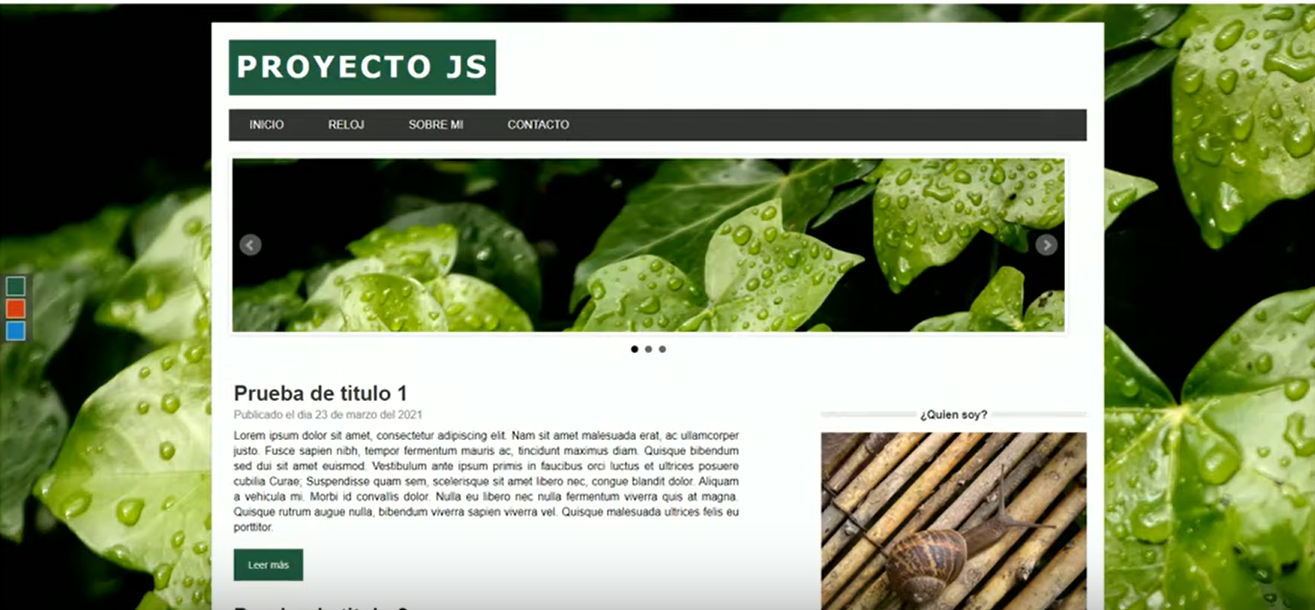 PROYECTO JS
INICIO RELOJ SOBRE MI CONTACTO
Prueba de titulo 1
Publicado el dia 23 de marzo del 2021
¿Quien soy?
Lorem ipsum dolor sit amet, consectetur adipiscing elit. Nam sit amet malesuada erat, ac ullamcorper
justo. Fusce sapien nibh, tempor fermentum mauris ac, tincidunt maximus diam. Quisque bibendum
sed dui sit amet euismod. Vestibulum ante ipsum primis in faucibus orci luctus et ultrices posuere
cubilia Curae; Suspendisse quam sem, scelerisque sit amet libero nec, congue blandit dolor. Aliquam
a vehicula mi. Morbi id convallis dolor. Nulla eu libero nec nulla fermentum viverra quis at magna.
Quisque rutrum augue nulla, bibendum viverra sapien viverra vel. Quisque malesuada ultrices felis eu
porttitor.
Leer más